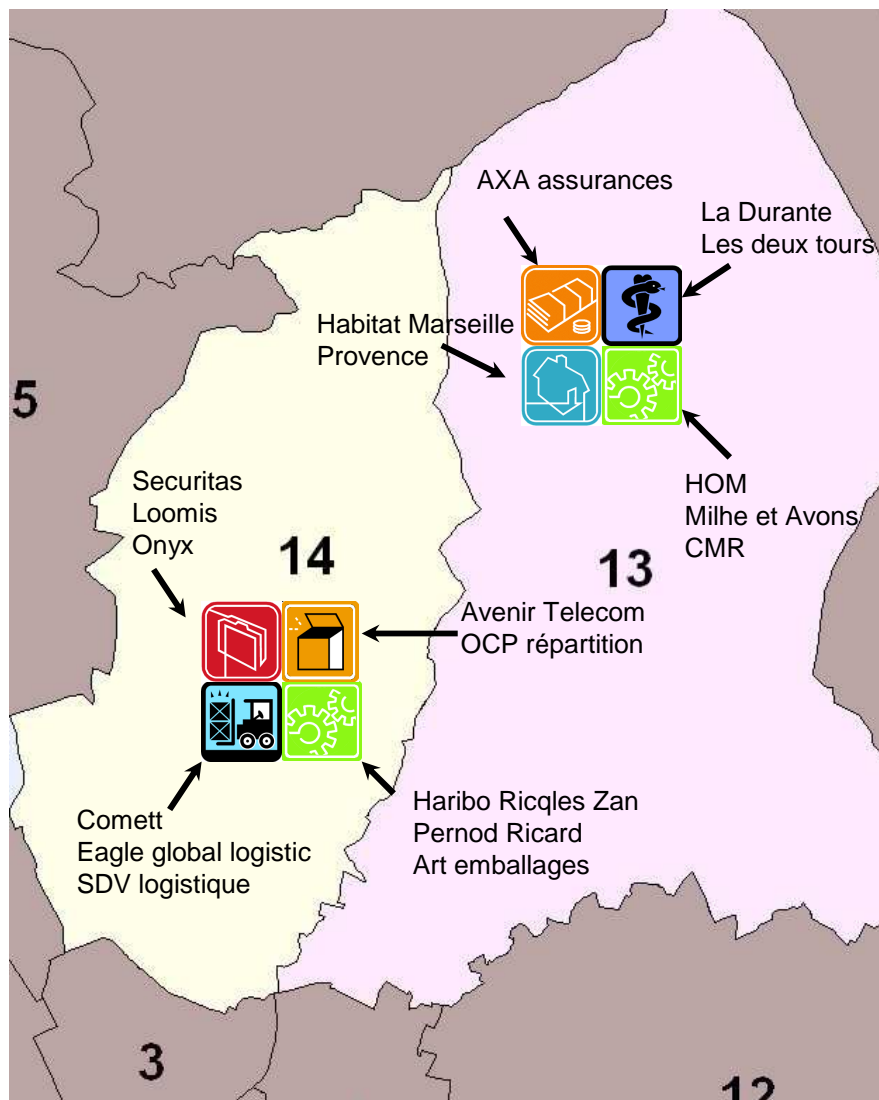 AXA assurances
La Durante
Les deux tours
Habitat Marseille
Provence
5
Securitas
Loomis
Onyx
HOM
Milhe et Avons
CMR
14
13
Avenir Telecom
OCP répartition
Haribo Ricqles Zan
Pernod Ricard
Art emballages
Comett
Eagle global logistic
SDV logistique
3
12